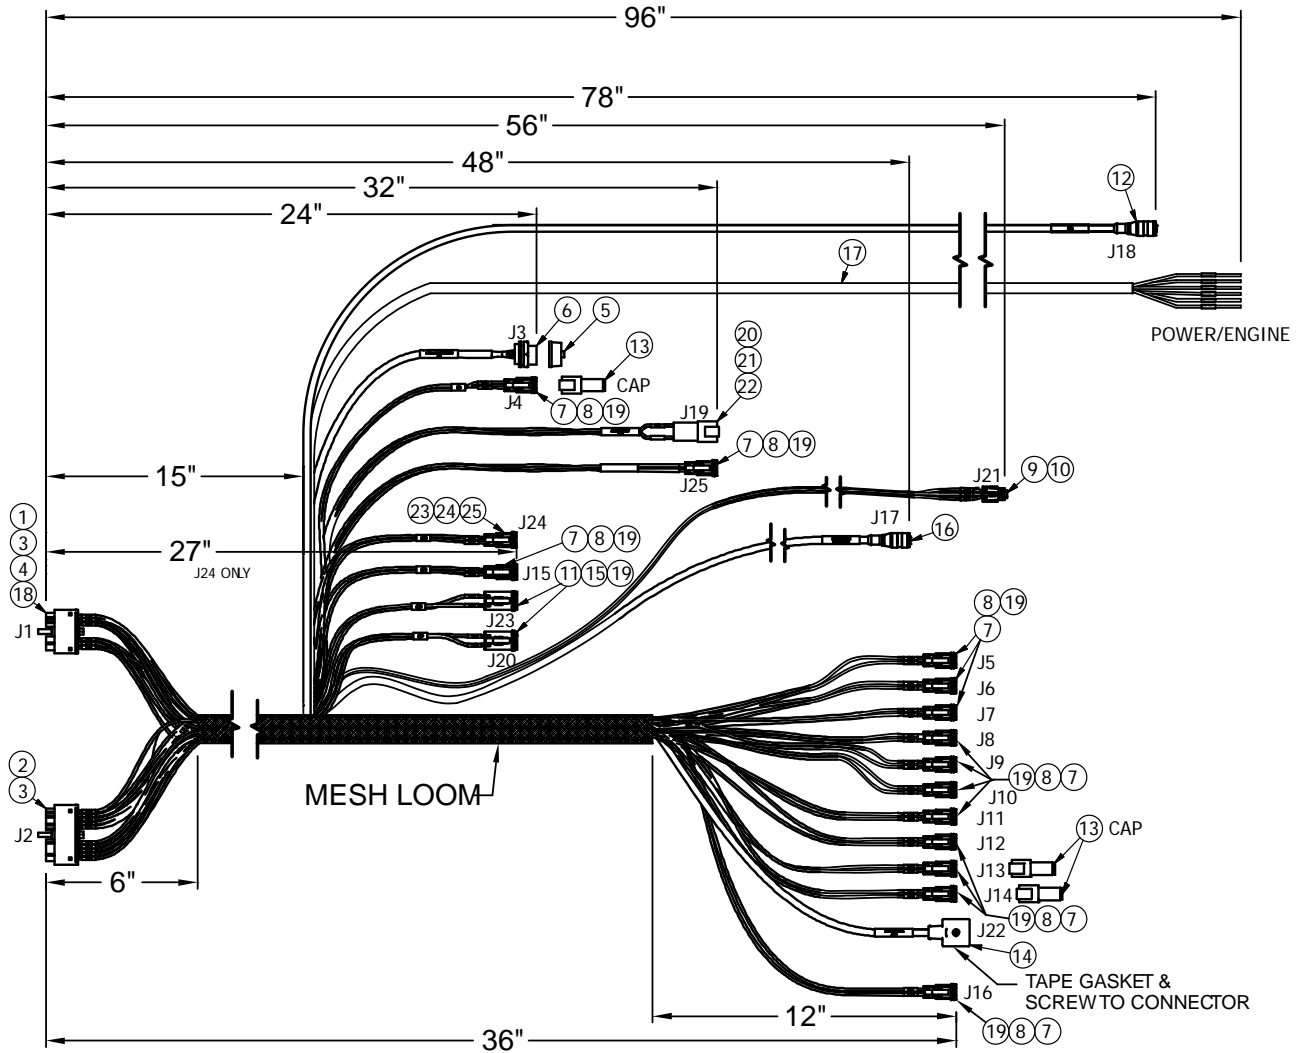 96"
78"
56"
48"
32"
24"
12
J18
17
POWER/ENGINE
J3
6
5
13
CAP
J4
7 8 19
20
21
22
J19
7 8 19
J25
15"
J21
9 10
23 24 25
J24
J17
16
27"
J24 ONLY
7 8 19
J15
11 15 19
J23
J20
1
3
4
18
J1
8 19
7
J5
J6
J7
J8
J9
J10
19 8 7
J11
J12
13 CAP
J13
J14
19 8 7
J22
14
TAPE GASKET &
SCREW TO CONNECTOR
J16
19 8 7
MESH LOOM
2
3
J2
6"
12"
36"